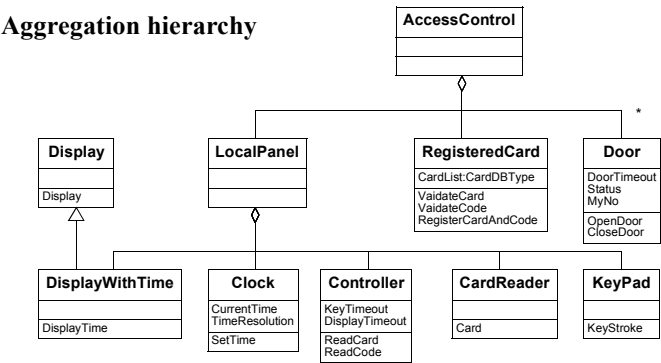 Aggregation hierarchy
AccessControl
*
Display
Display
LocalPanel
RegisteredCard
CardList:CardDBType
VaidateCard
VaidateCode
RegisterCardAndCode
Door
DoorTimeout
Status
MyNo
OpenDoor
CloseDoor
DisplayWithTime
DisplayTime
Clock
CurrentTime
TimeResolution
SetTime
Controller
KeyTimeout
DisplayTimeout
ReadCard
ReadCode
CardReader
Card
KeyPad
KeyStroke